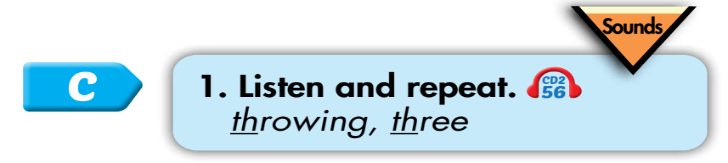 Sounds
C
1. Listen and repeat. CD2 56
throwing, three